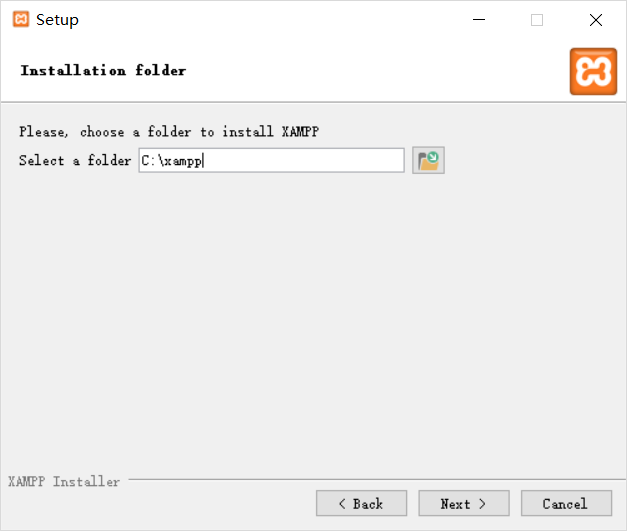 Setup
Installation folder
Please, choose a folder to install XAMPP
Select a folder C:\xampp
XAMPP Installer
< Back Next > Cancel